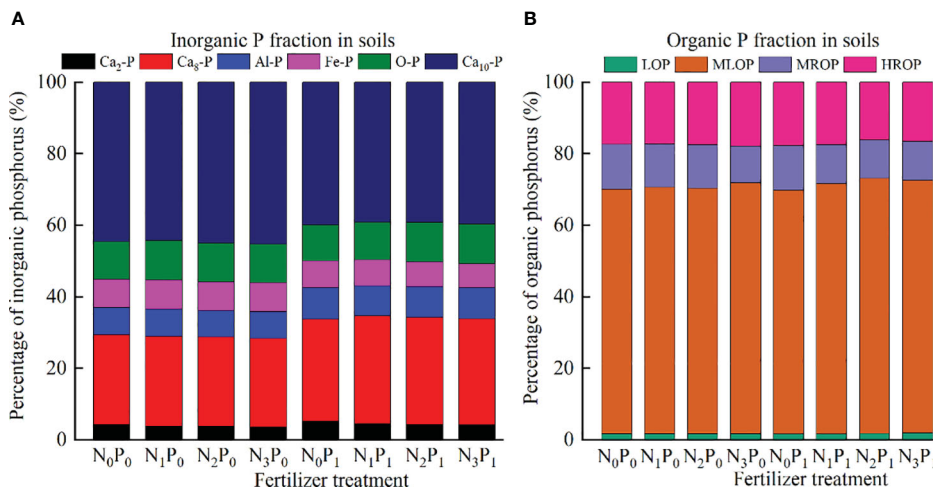 A
Inorganic P fraction in soils
Ca₂-P Ca₈-P Al-P Fe-P O-P Ca₁₀-P
Percentage of inorganic phosphorus (%)
100
80
60
40
20
0
N₀P₀ N₁P₀ N₂P₀ N₃P₀ N₀P₁ N₁P₁ N₂P₁ N₃P₁
Fertilizer treatment
B
Organic P fraction in soils
LOP MLOP MROP HROP
Percentage of organic phosphorus (%)
100
80
60
40
20
0
N₀P₀ N₁P₀ N₂P₀ N₃P₀ N₀P₁ N₁P₁ N₂P₁ N₃P₁
Fertilizer treatment